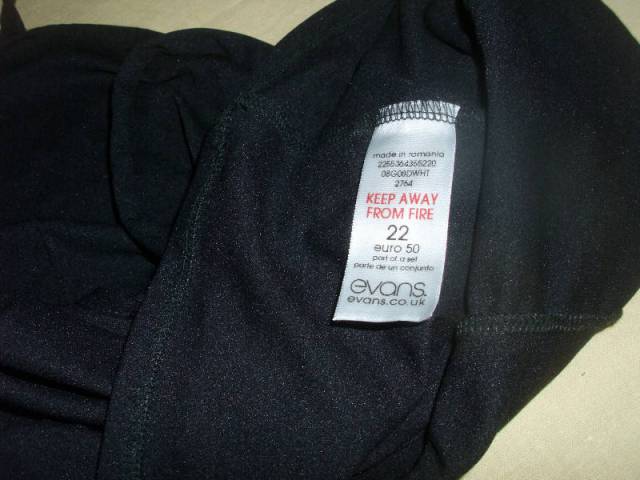 made in romania
2255364355220
08G08DWHT
2764
KEEP AWAY
FROM FIRE
22
euro 50
part of a set
parte de un conjunto
evans.
evans.co.uk